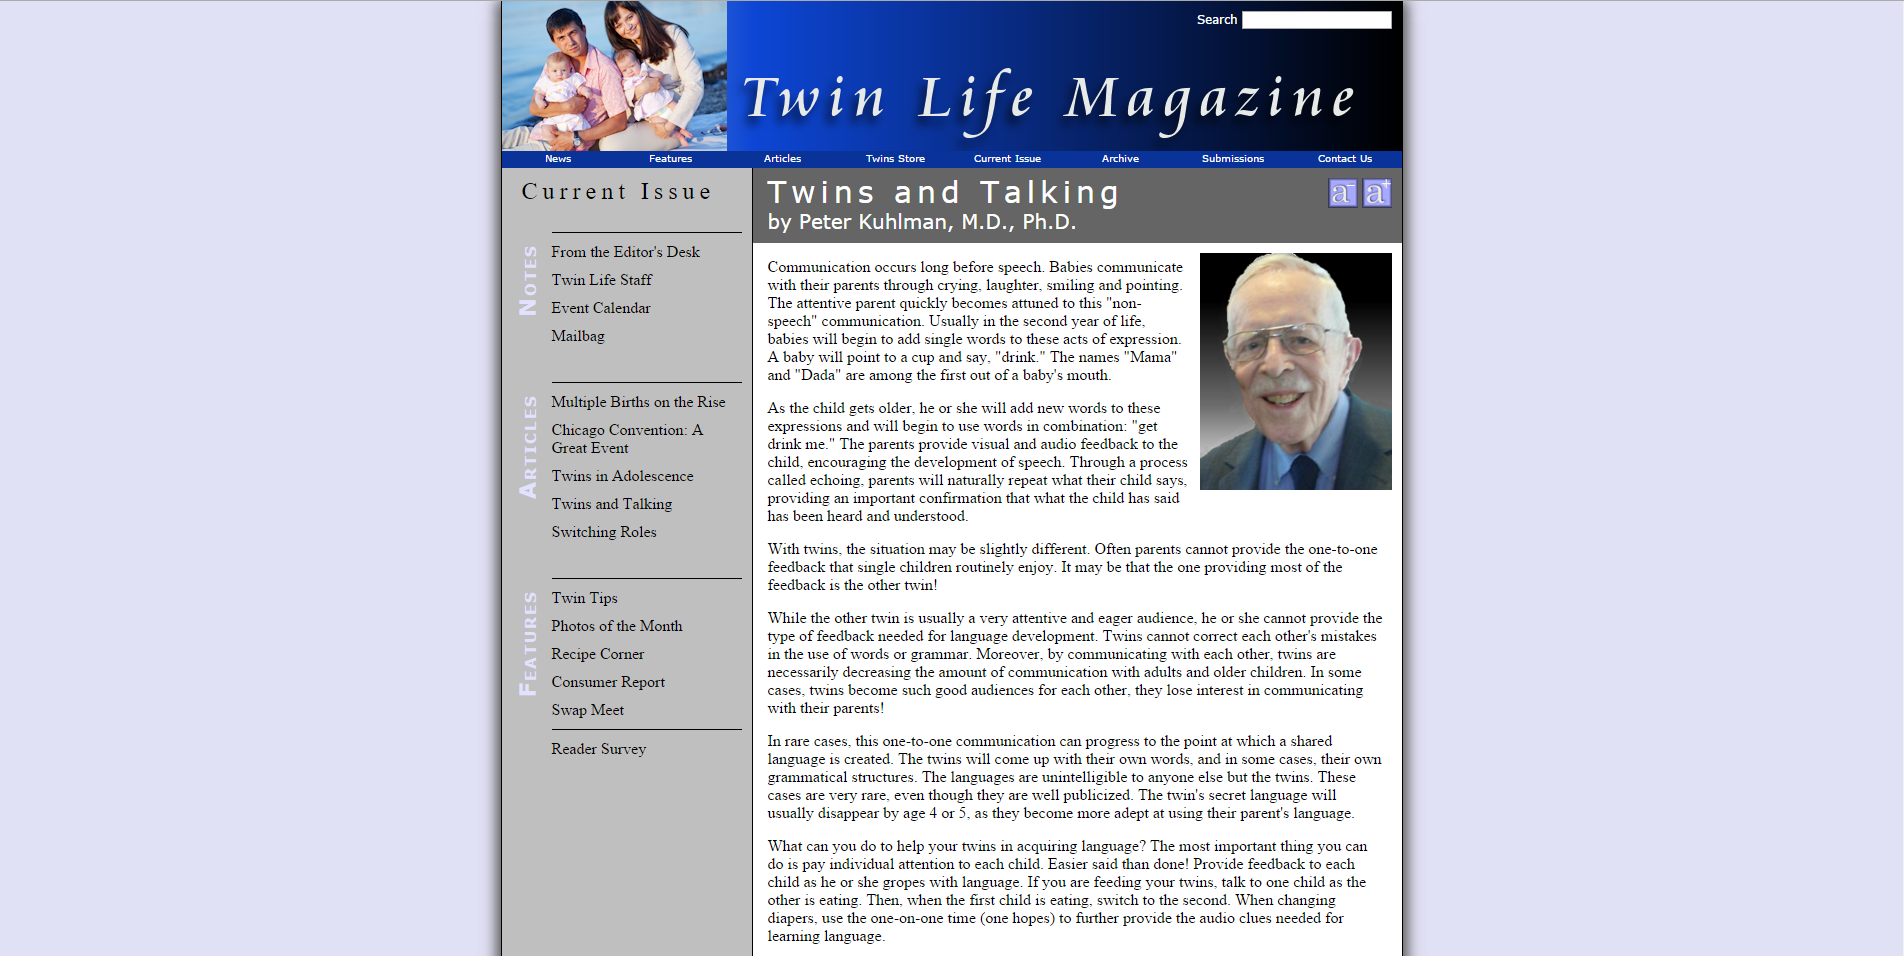 Search
Twin Life Magazine
News Features Articles Twins Store Current Issue Archive Submissions Contact Us
Current Issue
NOTES
From the Editor's Desk
Twin Life Staff
Event Calendar
Mailbag
ARTICLES
Multiple Births on the Rise
Chicago Convention: A
Great Event
Twins in Adolescence
Twins and Talking
Switching Roles
FEATURES
Twin Tips
Photos of the Month
Recipe Corner
Consumer Report
Swap Meet
Reader Survey
Twins and Talking
by Peter Kuhlman, M.D., Ph.D.
a- a+
Communication occurs long before speech. Babies communicate
with their parents through crying, laughter, smiling and pointing.
The attentive parent quickly becomes attuned to this "non-
speech" communication. Usually in the second year of life,
babies will begin to add single words to these acts of expression.
A baby will point to a cup and say, "drink." The names "Mama"
and "Dada" are among the first out of a baby's mouth.
As the child gets older, he or she will add new words to these
expressions and will begin to use words in combination: "get
drink me." The parents provide visual and audio feedback to the
child, encouraging the development of speech. Through a process
called echoing, parents will naturally repeat what their child says,
providing an important confirmation that what the child has said
has been heard and understood.
With twins, the situation may be slightly different. Often parents cannot provide the one-to-one
feedback that single children routinely enjoy. It may be that the one providing most of the
feedback is the other twin!
While the other twin is usually a very attentive and eager audience, he or she cannot provide the
type of feedback needed for language development. Twins cannot correct each other's mistakes
in the use of words or grammar. Moreover, by communicating with each other, twins are
necessarily decreasing the amount of communication with adults and older children. In some
cases, twins become such good audiences for each other, they lose interest in communicating
with their parents!
In rare cases, this one-to-one communication can progress to the point at which a shared
language is created. The twins will come up with their own words, and in some cases, their own
grammatical structures. The languages are unintelligible to anyone else but the twins. These
cases are very rare, even though they are well publicized. The twin's secret language will
usually disappear by age 4 or 5, as they become more adept at using their parent's language.
What can you do to help your twins in acquiring language? The most important thing you can
do is pay individual attention to each child. Easier said than done! Provide feedback to each
child as he or she gropes with language. If you are feeding your twins, talk to one child as the
other is eating. Then, when the first child is eating, switch to the second. When changing
diapers, use the one-on-one time (one hopes) to further provide the audio clues needed for
learning language.